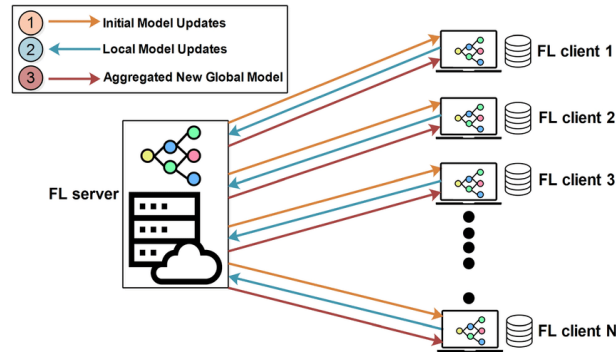 1 Initial Model Updates
2 Local Model Updates
3 Aggregated New Global Model
FL client 1
FL client 2
FL server
FL client 3
FL client N